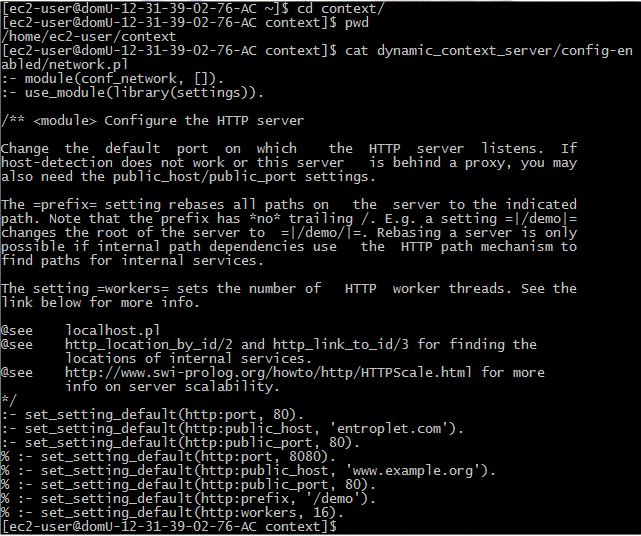 [ec2-user@domU-12-31-39-02-76-AC ~]$ cd context/
[ec2-user@domU-12-31-39-02-76-AC context]$ pwd
/home/ec2-user/context
[ec2-user@domU-12-31-39-02-76-AC context]$ cat dynamic_context_server/config-en
abled/network.pl
:- module(conf_network, []).
:- use_module(library(settings)).

/** <module> Configure the HTTP server

Change  the  default  port  on  which    the  HTTP  server  listens.  If
host-detection does not work or this server   is behind a proxy, you may
also need the public_host/public_port settings.

The =prefix= setting rebases all paths on   the  server to the indicated
path. Note that the prefix has *no* trailing /. E.g. a setting =|/demo|=
changes the root of the server to  =|/demo/|=. Rebasing a server is only
possible if internal path dependencies use   the  HTTP path mechanism to
find paths for internal services.

The setting =workers= sets the number of   HTTP  worker threads. See the
link below for more info.

@see    localhost.pl
@see    http_location_by_id/2 and http_link_to_id/3 for finding the
        locations of internal services.
@see    http://www.swi-prolog.org/howto/http/HTTPScale.html for more
        info on server scalability.
*/
:- set_setting_default(http:port, 80).
:- set_setting_default(http:public_host, 'entroplet.com').
:- set_setting_default(http:public_port, 80).
% :- set_setting_default(http:port, 8080).
% :- set_setting_default(http:public_host, 'www.example.org').
% :- set_setting_default(http:public_port, 80).
% :- set_setting_default(http:prefix, '/demo').
% :- set_setting_default(http:workers, 16).
[ec2-user@domU-12-31-39-02-76-AC context]$